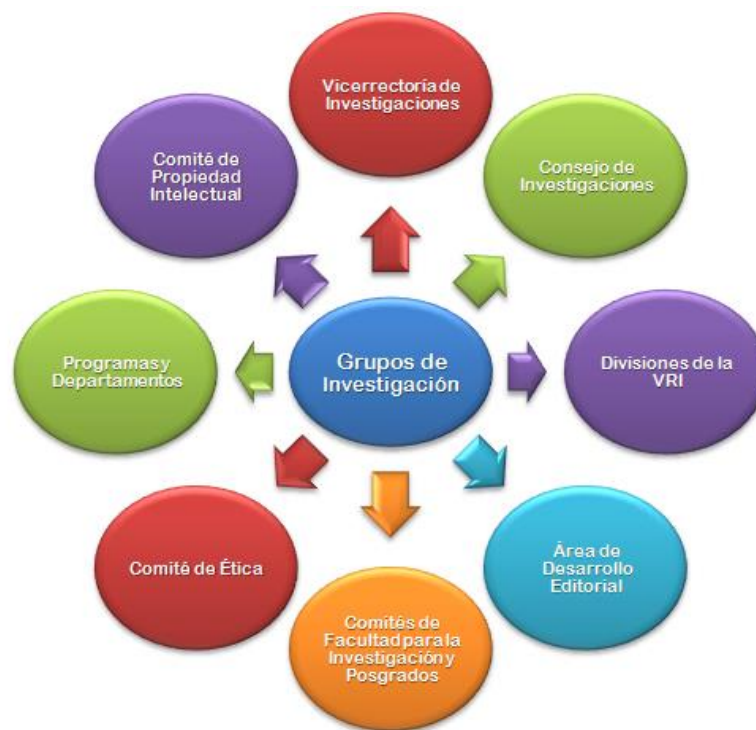 Vicerrectoría de
Investigaciones
Consejo de
Investigaciones
Divisiones de la
VRI
Área de
Desarrollo
Editorial
Comités de
Facultad para la
Investigación y
Posgrados
Comité de Ética
Programas y
Departamentos
Comité de
Propiedad
Intelectual
Grupos de
Investigación